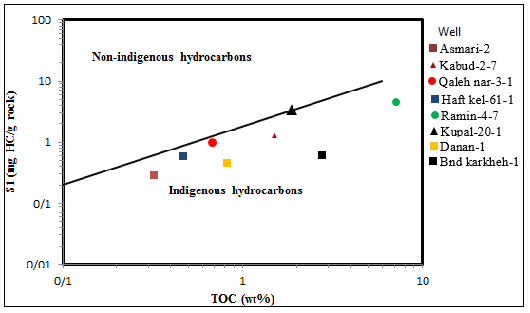 100
10
1
0/1
0/01
S1 (mg HC/g rock)
Non-indigenous hydrocarbons
Indigenous hydrocarbons
0/1
1
10
TOC (wt%)
Well
Asmari-2
Kabud-2-7
Qaleh nar-3-1
Haft kel-61-1
Ramin-4-7
Kupal-20-1
Danan-1
Bnd karkheh-1